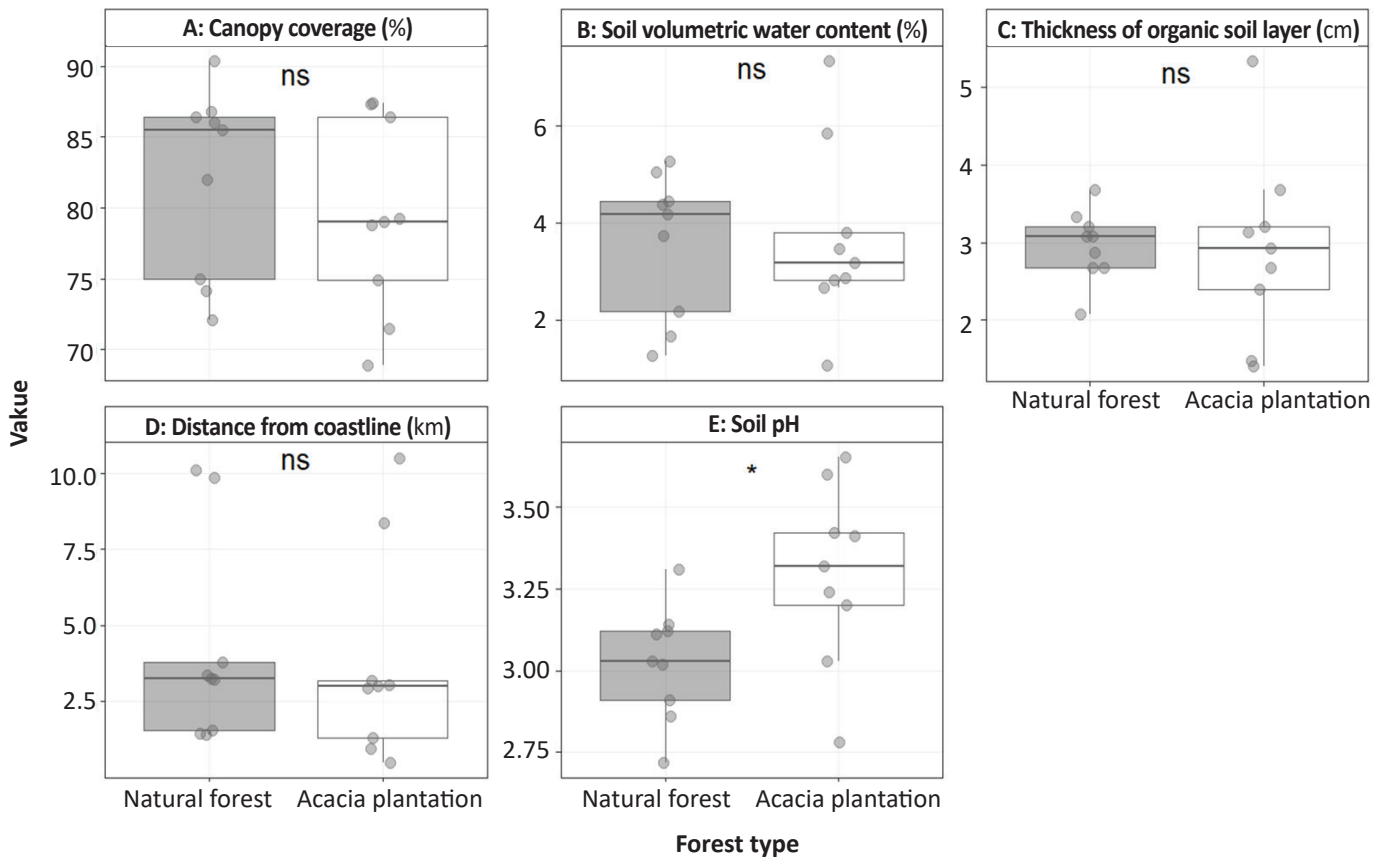 A: Canopy coverage (%)
B: Soil volumetric water content (%)
C: Thickness of organic soil layer (cm)
ns
ns
ns
90
85
80
75
70
6
4
2
5
4
3
2
Natural forest
Acacia plantation
Vakue
D: Distance from coastline (km)
E: Soil pH
ns
*
10.0
7.5
5.0
2.5
3.50
3.25
3.00
2.75
Natural forest
Acacia plantation
Natural forest
Acacia plantation
Forest type